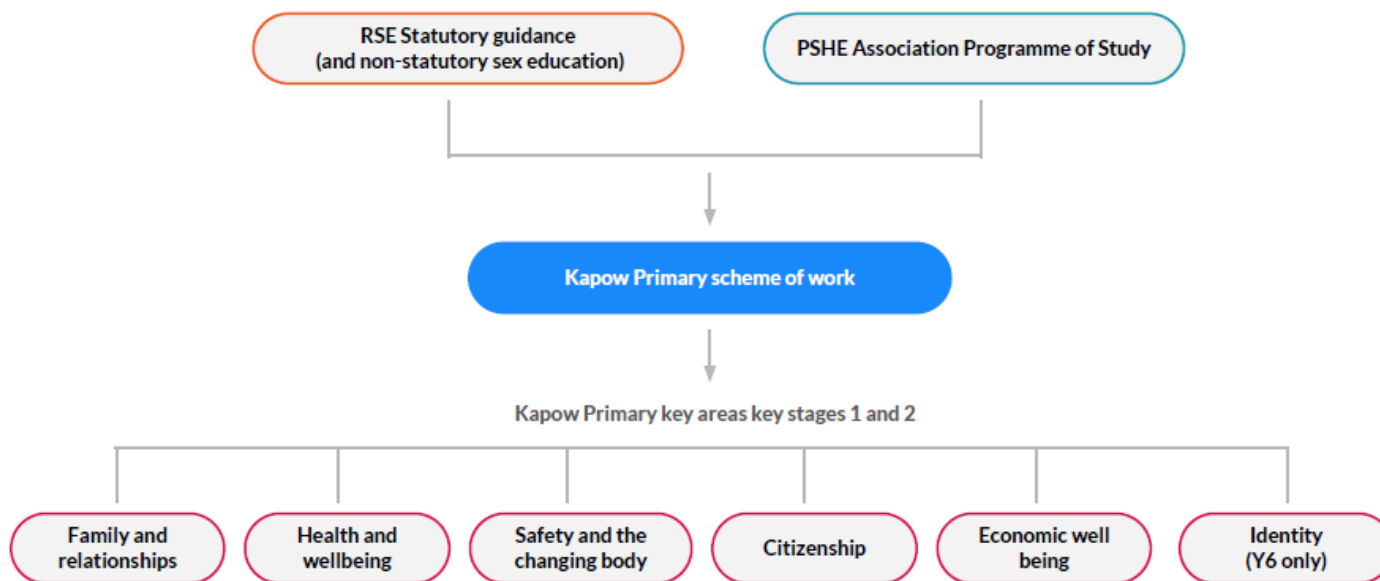 RSE Statutory guidance
(and non-statutory sex education)
PSHE Association Programme of Study
Kapow Primary scheme of work
Kapow Primary key areas key stages 1 and 2
Family and
relationships
Health and
wellbeing
Safety and the
changing body
Citizenship
Economic well
being
Identity
(Y6 only)